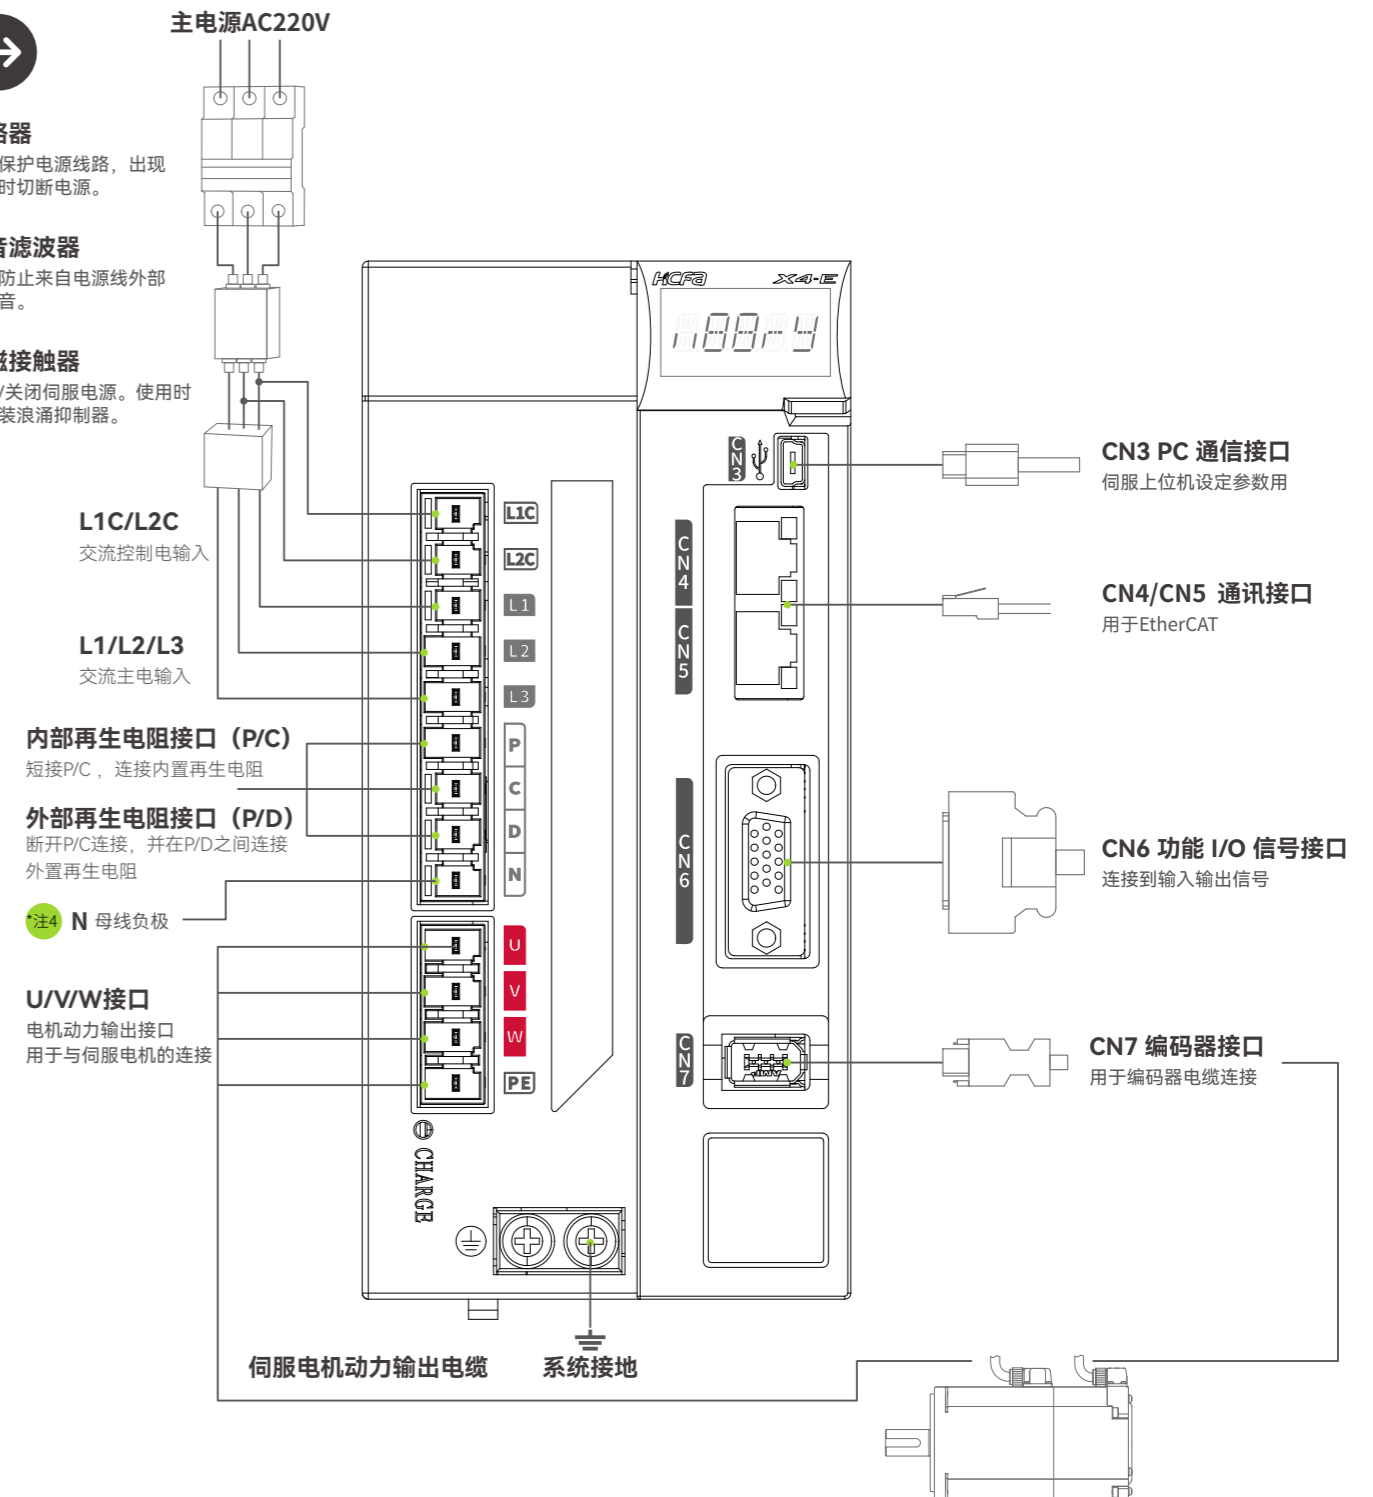 主电源AC220V
路器
保护电源线路，出现
时切断电源。
音滤波器
防止来自电源线外部
音。
磁接触器
/关闭伺服电源。使用时
装浪涌抑制器。
L1C/L2C
交流控制电输入
L1/L2/L3
交流主电输入
内部再生电阻接口（P/C）
短接P/C ，连接内置再生电阻
外部再生电阻接口（P/D）
断开P/C连接，并在P/D之间连接
外置再生电阻
*注4 N 母线负极
U/V/W接口
电机动力输出接口
用于与伺服电机的连接
HCFA X4-E
L1C
L2C
L1
L2
L3
P
C
D
N
U
V
W
PE
CHARGE
CN3
CN4
CN5
CN6
CN7
CN3 PC 通信接口
伺服上位机设定参数用
CN4/CN5 通讯接口
用于EtherCAT
CN6 功能 I/O 信号接口
连接到输入输出信号
CN7 编码器接口
用于编码器电缆连接
伺服电机动力输出电缆
系统接地